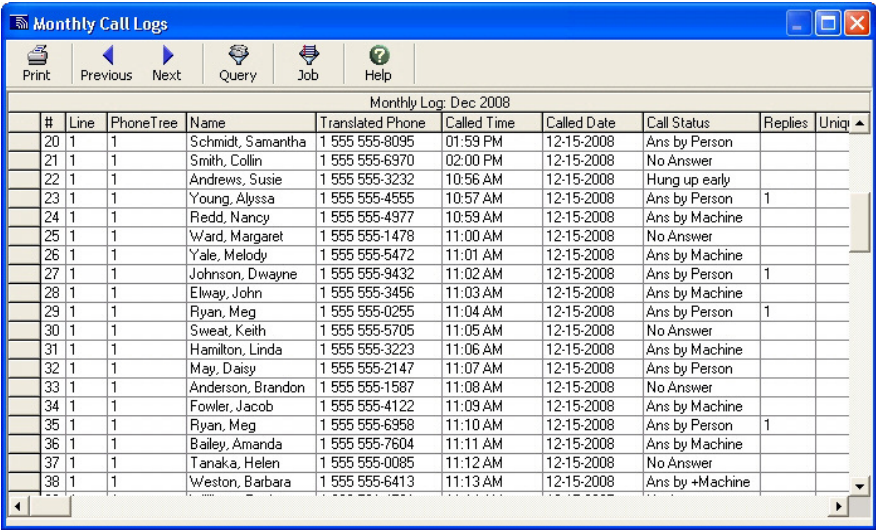 Monthly Call Logs
Print Previous Next Query Job Help
Monthly Log: Dec 2008
# Line PhoneTree Name Translated Phone Called Time Called Date Call Status Replies
20 1 1 Schmidt, Samantha 1 555 555-8095 01:59 PM 12-15-2008 Ans by Person
21 1 1 Smith, Collin 1 555 555-6970 02:00 PM 12-15-2008 No Answer
22 1 1 Andrews, Susie 1 555 555-3232 10:56 AM 12-15-2008 Hung up early
23 1 1 Young, Alyssa 1 555 555-4555 10:57 AM 12-15-2008 Ans by Person 1
24 1 1 Redd, Nancy 1 555 555-4977 10:59 AM 12-15-2008 Ans by Machine
25 1 1 Ward, Margaret 1 555 555-1478 11:00 AM 12-15-2008 No Answer
26 1 1 Yale, Melody 1 555 555-5472 11:01 AM 12-15-2008 Ans by Machine
27 1 1 Johnson, Dwayne 1 555 555-9432 11:02 AM 12-15-2008 Ans by Person 1
28 1 1 Elway, John 1 555 555-3456 11:03 AM 12-15-2008 Ans by Machine
29 1 1 Ryan, Meg 1 555 555-0255 11:04 AM 12-15-2008 Ans by Person 1
30 1 1 Sweat, Keith 1 555 555-5705 11:05 AM 12-15-2008 No Answer
31 1 1 Hamilton, Linda 1 555 555-3223 11:06 AM 12-15-2008 Ans by Machine
32 1 1 May, Daisy 1 555 555-2147 11:07 AM 12-15-2008 Ans by Person
33 1 1 Anderson, Brandon 1 555 555-1587 11:08 AM 12-15-2008 No Answer
34 1 1 Fowler, Jacob 1 555 555-4122 11:09 AM 12-15-2008 Ans by Machine
35 1 1 Ryan, Meg 1 555 555-6958 11:10 AM 12-15-2008 Ans by Person 1
36 1 1 Bailey, Amanda 1 555 555-7604 11:11 AM 12-15-2008 Ans by Machine
37 1 1 Tanaka, Helen 1 555 555-0085 11:12 AM 12-15-2008 No Answer
38 1 1 Weston, Barbara 1 555 555-6413 11:13 AM 12-15-2008 Ans by +Machine